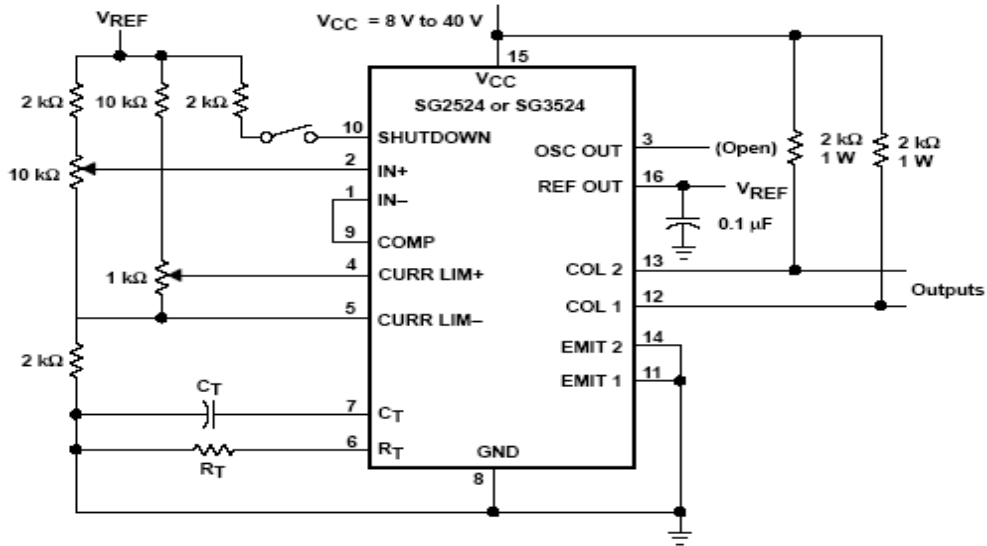 VREF
VCC = 8 V to 40 V
15
VCC
SG2524 or SG3524
2 kΩ
10 kΩ
2 kΩ
10
SHUTDOWN
2
IN+
10 kΩ
1
IN–
9
COMP
4
CURR LIM+
1 kΩ
5
CURR LIM–
2 kΩ
CT
7
CT
6
RT
RT
GND
8
OSC OUT
3
(Open)
REF OUT
16
VREF
0.1 μF
2 kΩ
1 W
2 kΩ
1 W
COL 2
13
COL 1
12
Outputs
EMIT 2
14
EMIT 1
11